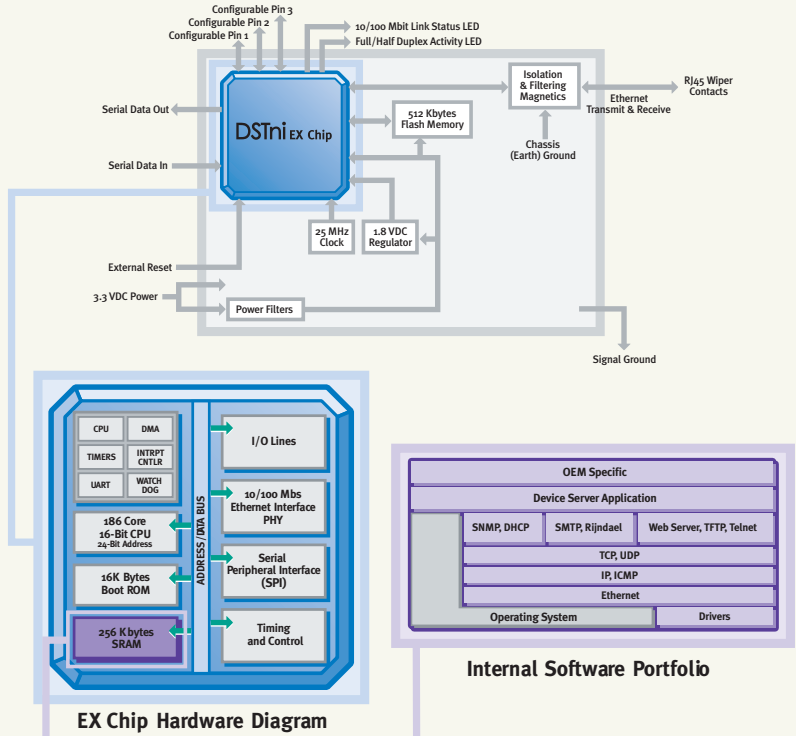 Configurable Pin 3
Configurable Pin 2
Configurable Pin 1
10/100 Mbit Link Status LED
Full/Half Duplex Activity LED
Serial Data Out
Serial Data In
DSTni EX Chip
512 Kbytes
Flash Memory
Isolation
& Filtering
Magnetics
Ethernet
Transmit & Receive
RJ45 Wiper
Contacts
Chassis
(Earth) Ground
25 MHz
Clock
1.8 VDC
Regulator
External Reset
3.3 VDC Power
Power Filters
Signal Ground
CPU
DMA
TIMERS
INTRPT
CNTLR
UART
WATCH
DOG
186 Core
16-Bit CPU
24-Bit Address
16K Bytes
Boot ROM
256 Kbytes
SRAM
ADDRESS/DATA BUS
I/O Lines
10/100 Mbs
Ethernet Interface
PHY
Serial
Peripheral Interface
(SPI)
Timing
and Control
EX Chip Hardware Diagram
OEM Specific
Device Server Application
SNMP, DHCP
SMTP, Rijndael
Web Server, TFTP, Telnet
TCP, UDP
IP, ICMP
Ethernet
Operating System
Drivers
Internal Software Portfolio